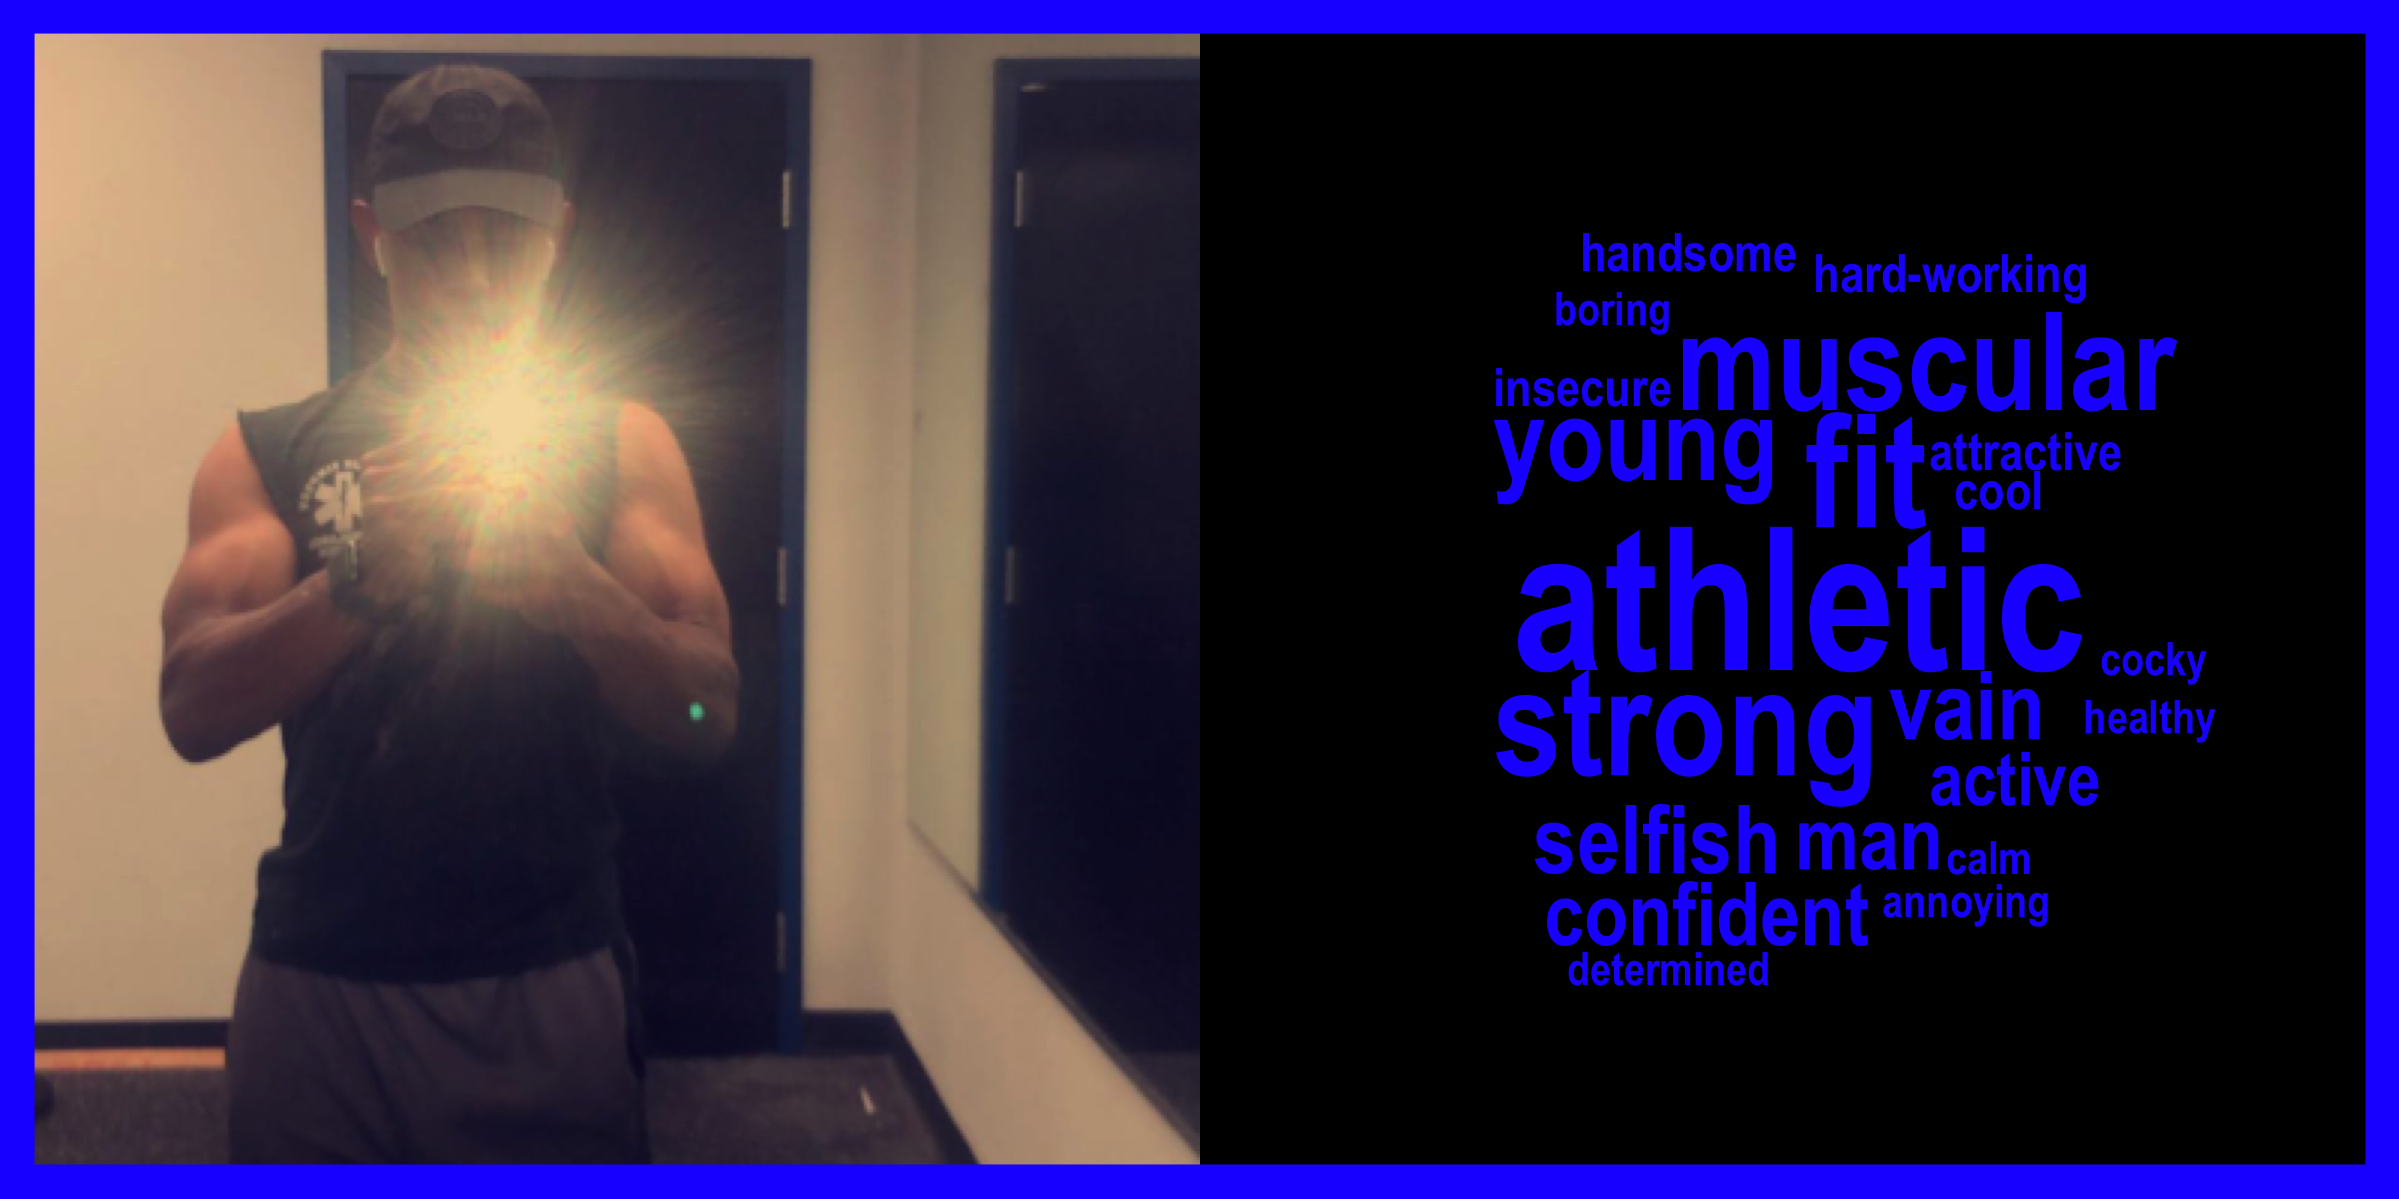 handsome hard-working
boring
muscular
insecure
young fit attractive
cool
athletic
cocky
strong vain healthy
active
selfish man calm
confident annoying
determined